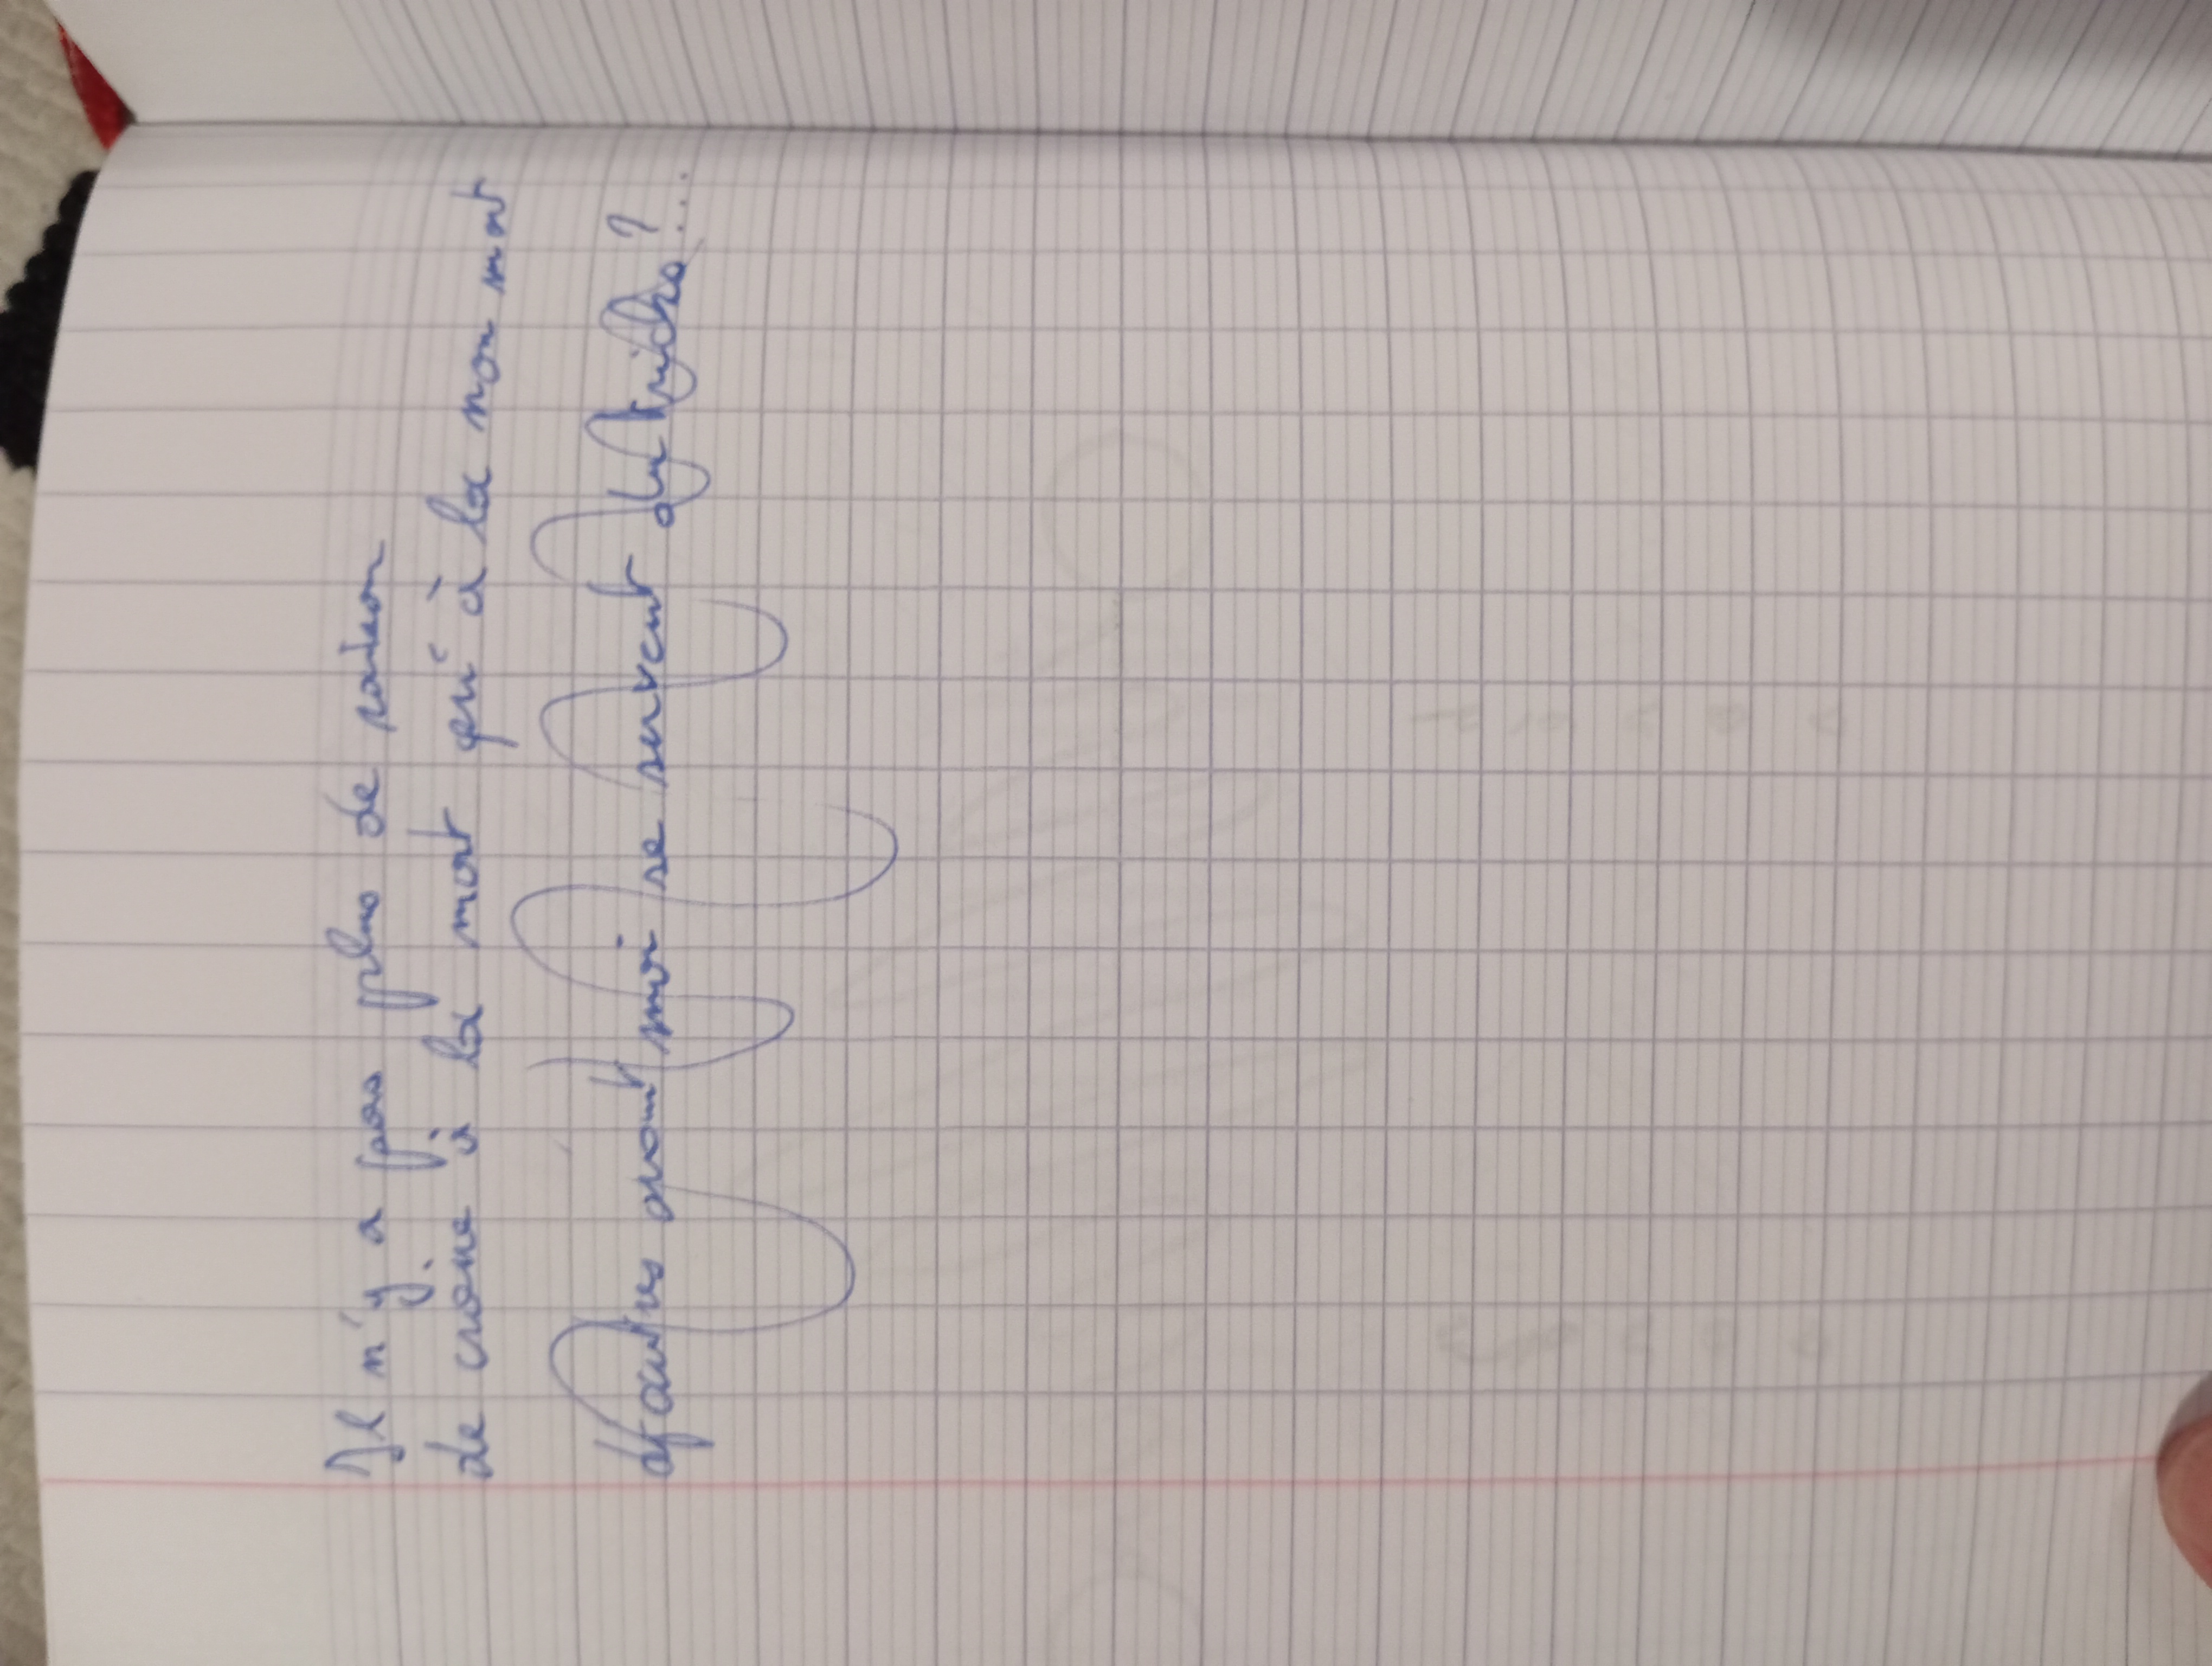 Il n'y a pas plus de raison
de croire à la mort qu'à la non mort
d'autres avant moi se servent du ?...